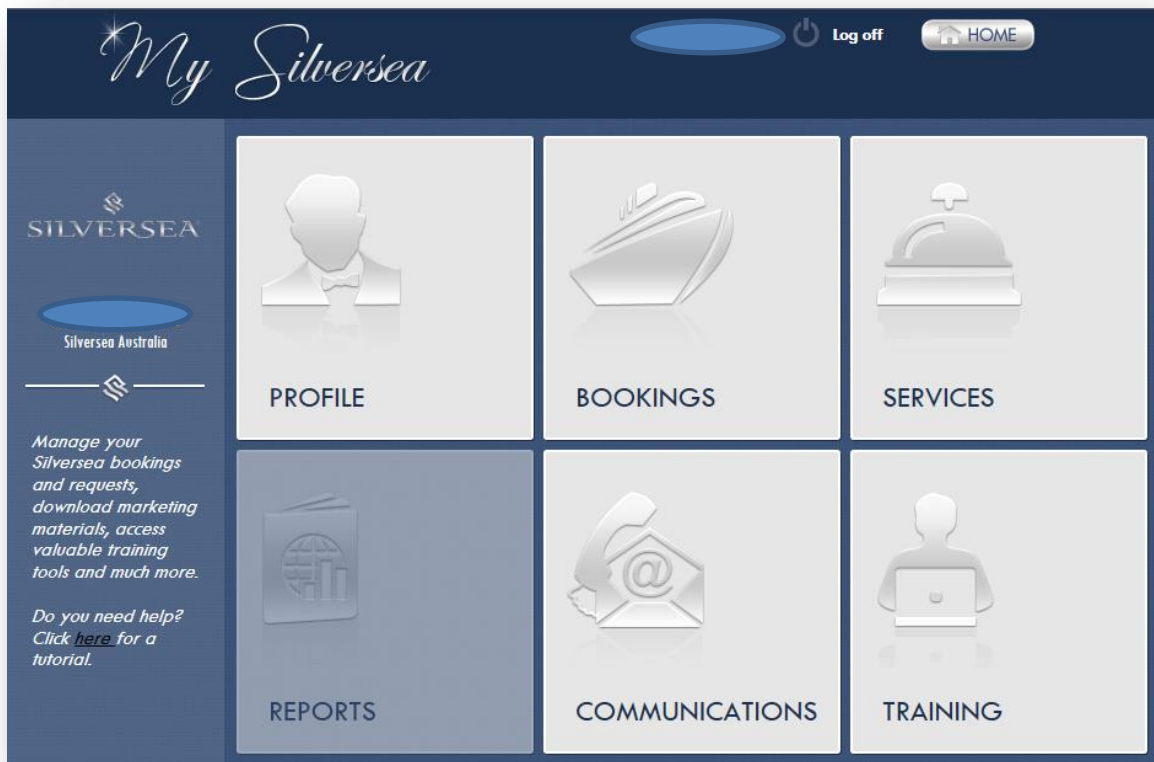 My Silversea
Log off
HOME
SILVERSEA
Silversea Australia
Manage your
Silversea bookings
and requests,
download marketing
materials, access
valuable training
tools and much more.
Do you need help?
Click here for a
tutorial.
PROFILE
BOOKINGS
SERVICES
REPORTS
@
COMMUNICATIONS
TRAINING